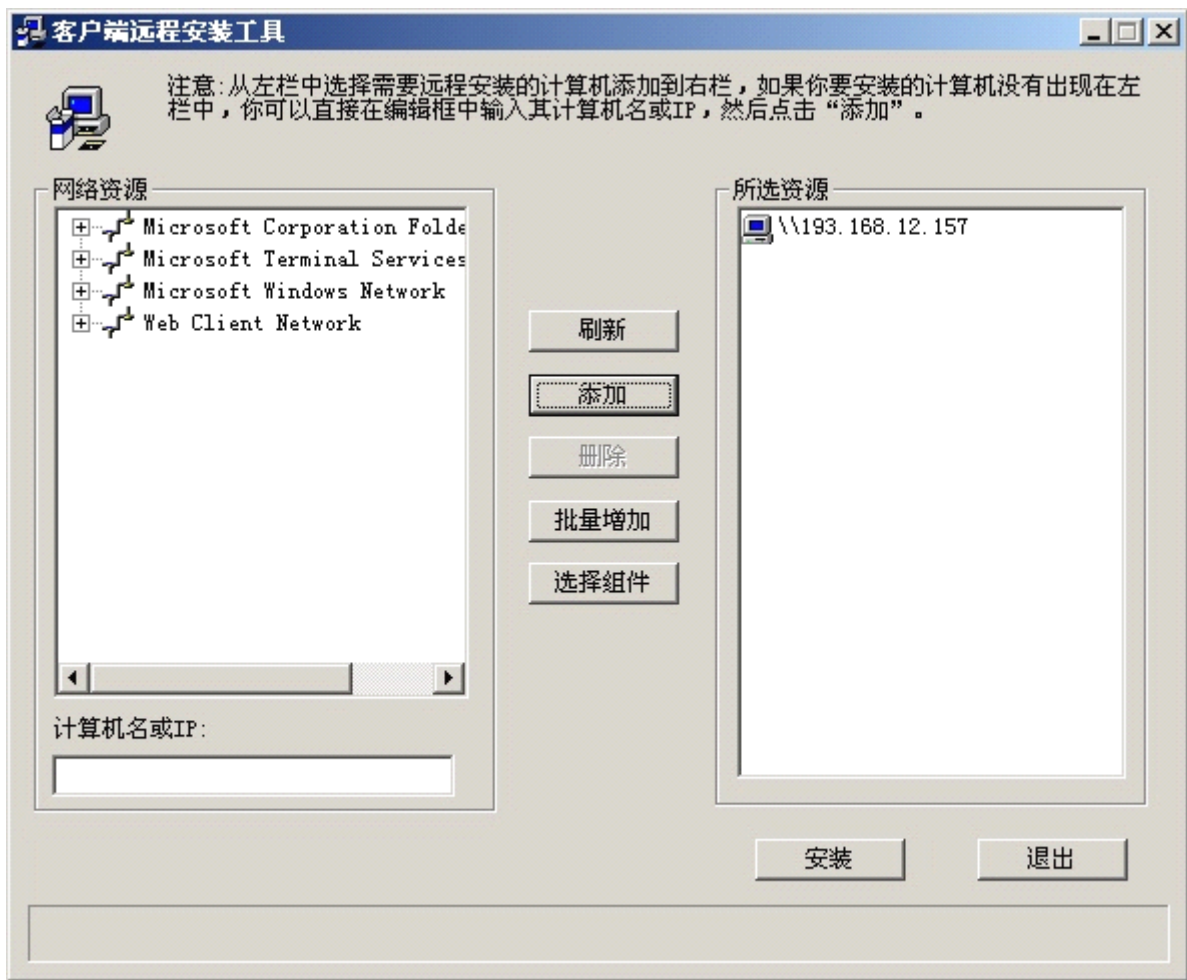 客户端远程安装工具
注意:从左栏中选择需要远程安装的计算机添加到右栏，如果你要安装的计算机没有出现在左
栏中，你可以直接在编辑框中输入其计算机名或IP，然后点击“添加”。
网络资源
Microsoft Corporation Folde
Microsoft Terminal Services
Microsoft Windows Network
Web Client Network
计算机名或IP:
刷新
添加
删除
批量增加
选择组件
所选资源
\\193.168.12.157
安装
退出